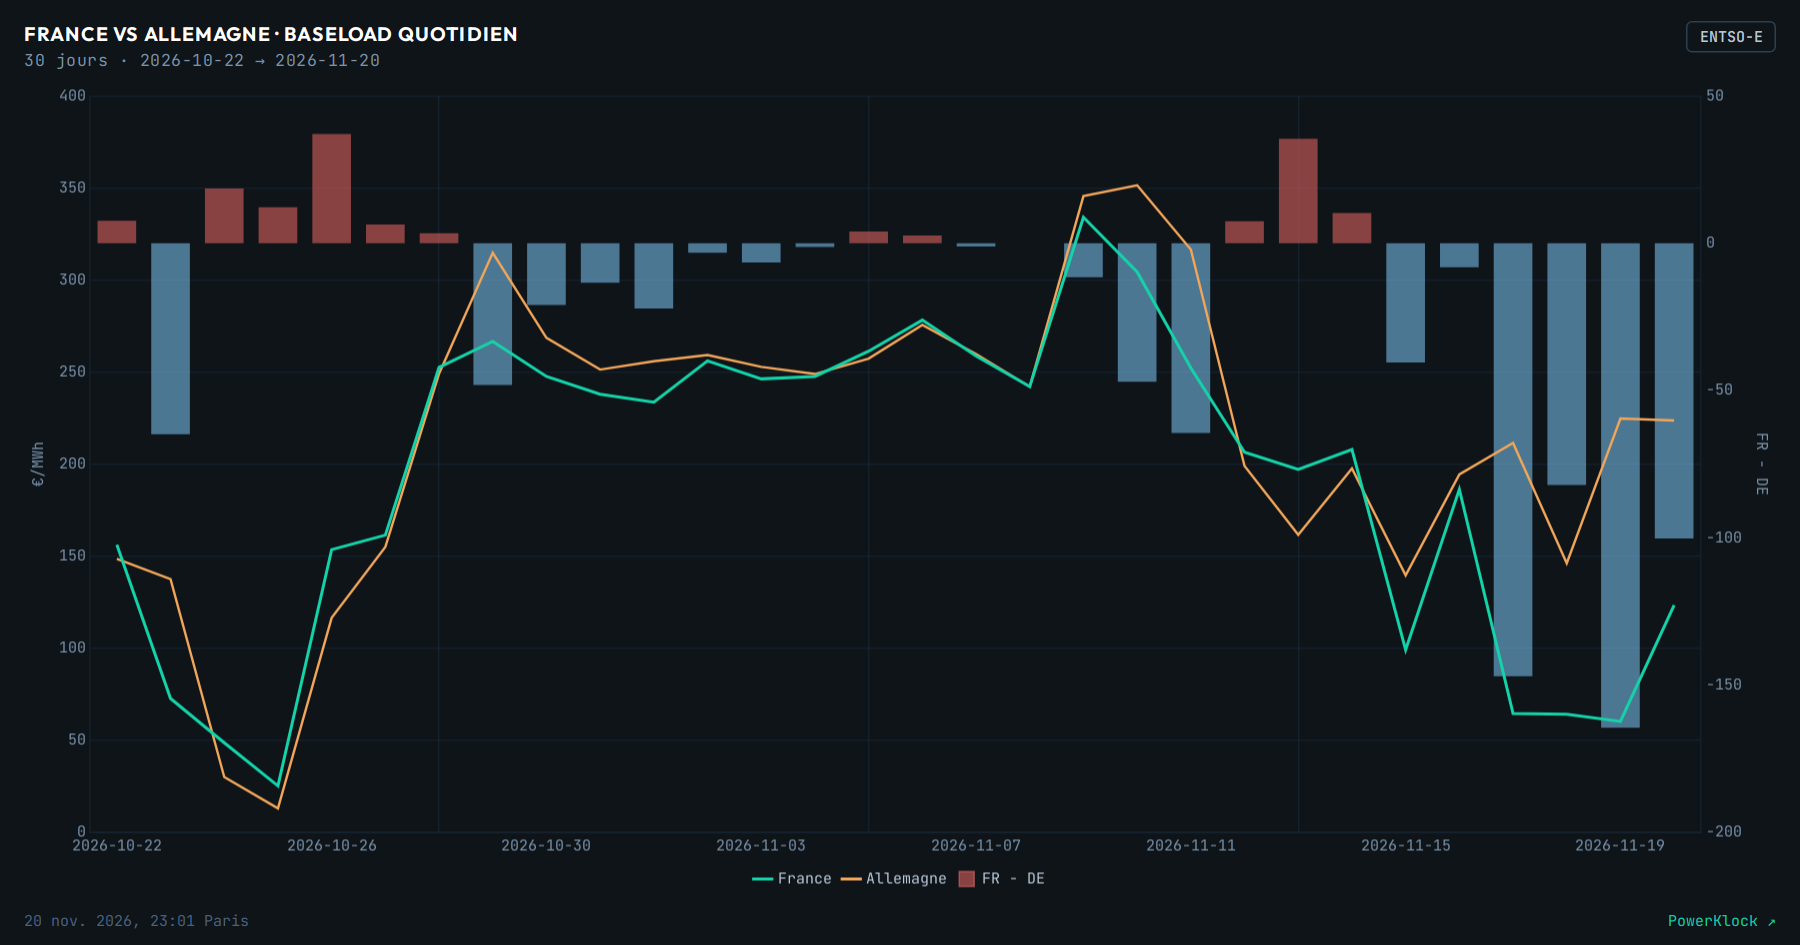 FRANCE VS ALLEMAGNE · BASELOAD QUOTIDIEN
30 jours · 2026-10-22 → 2026-11-20
ENTSO-E
400
350
300
250
200
150
100
50
0
€/MWh
50
0
-50
-100
-150
-200
FR - DE
2026-10-22 2026-10-26 2026-10-30 2026-11-03 2026-11-07 2026-11-11 2026-11-15 2026-11-19
France Allemagne FR - DE
20 nov. 2026, 23:01 Paris
PowerKlock ↗